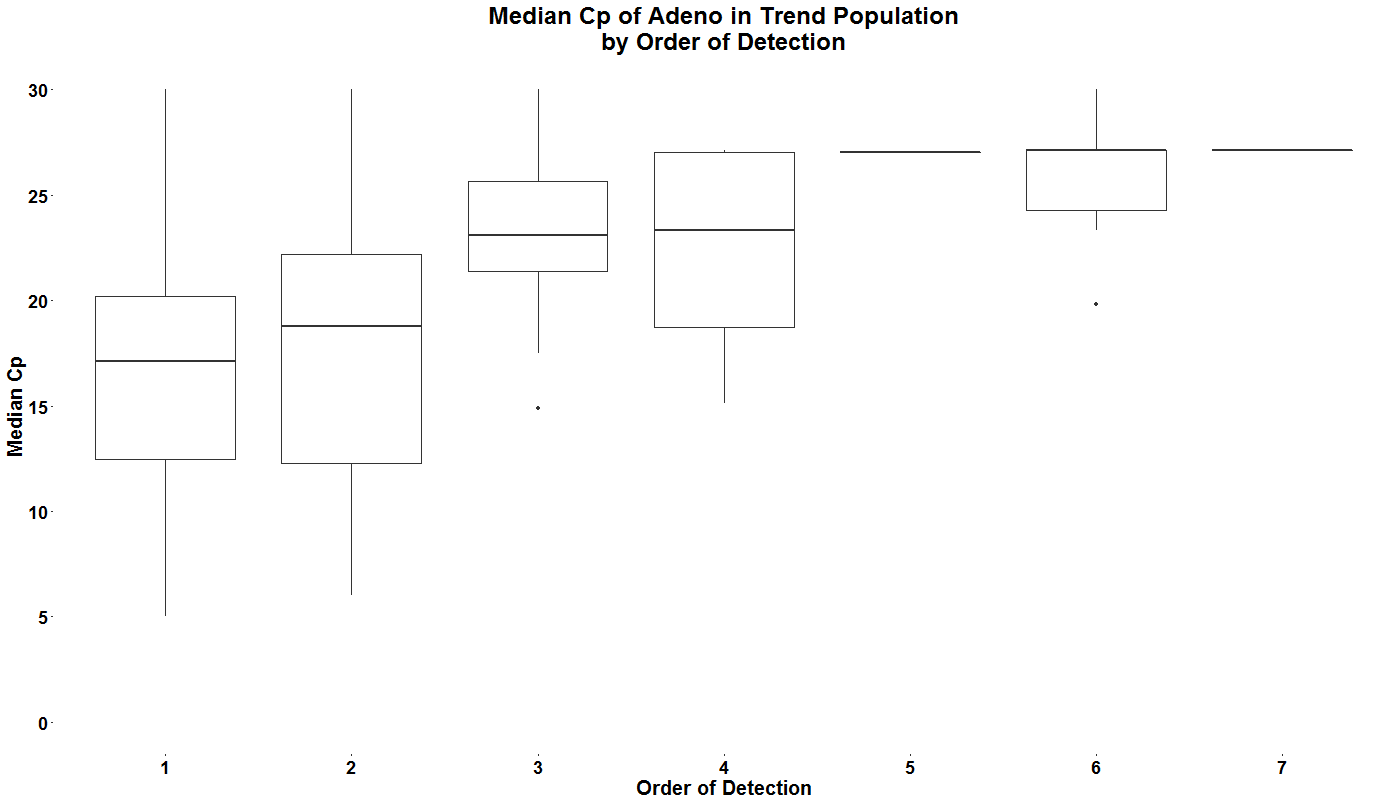 Median Cp of Adeno in Trend Population
by Order of Detection
30
25
20
15
10
5
0
Median Cp
1 2 3 4 5 6 7
Order of Detection